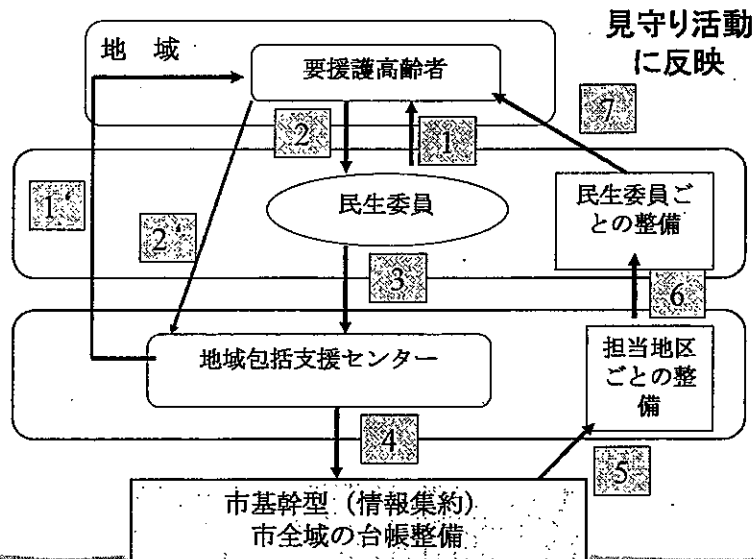 見守り活動
に反映
地　域
要援護高齢者
7
2
1
1‘
2‘
民生委員
民生委員ご
との整備
3
6
地域包括支援センター
担当地区
ごとの整
備
4
5
市基幹型（情報集約）
市全域の台帳整備